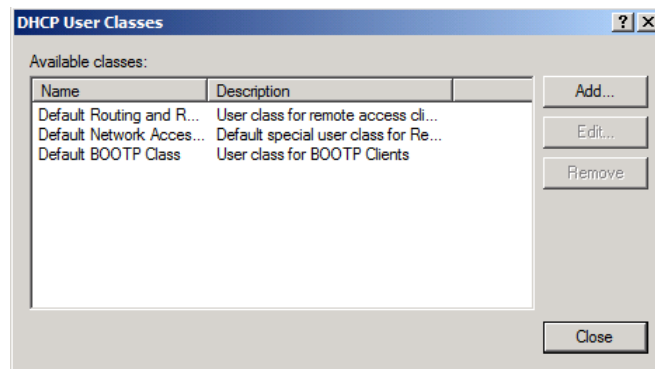 DHCP User Classes
Available classes:
Name Description
Default Routing and R... User class for remote access cli...
Default Network Acces... Default special user class for Re...
Default BOOTP Class User class for BOOTP Clients
Add...
Edit...
Remove
Close